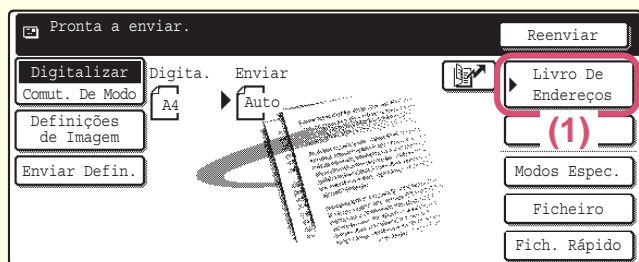 Pronta a enviar.
Reenviar
Digitalizar
Comut. De Modo
Digita.
Enviar
A4
Auto
Livro De
Endereços
(1)
Definições
de Imagem
Enviar Defin.
Modos Espec.
Ficheiro
Fich. Rápido